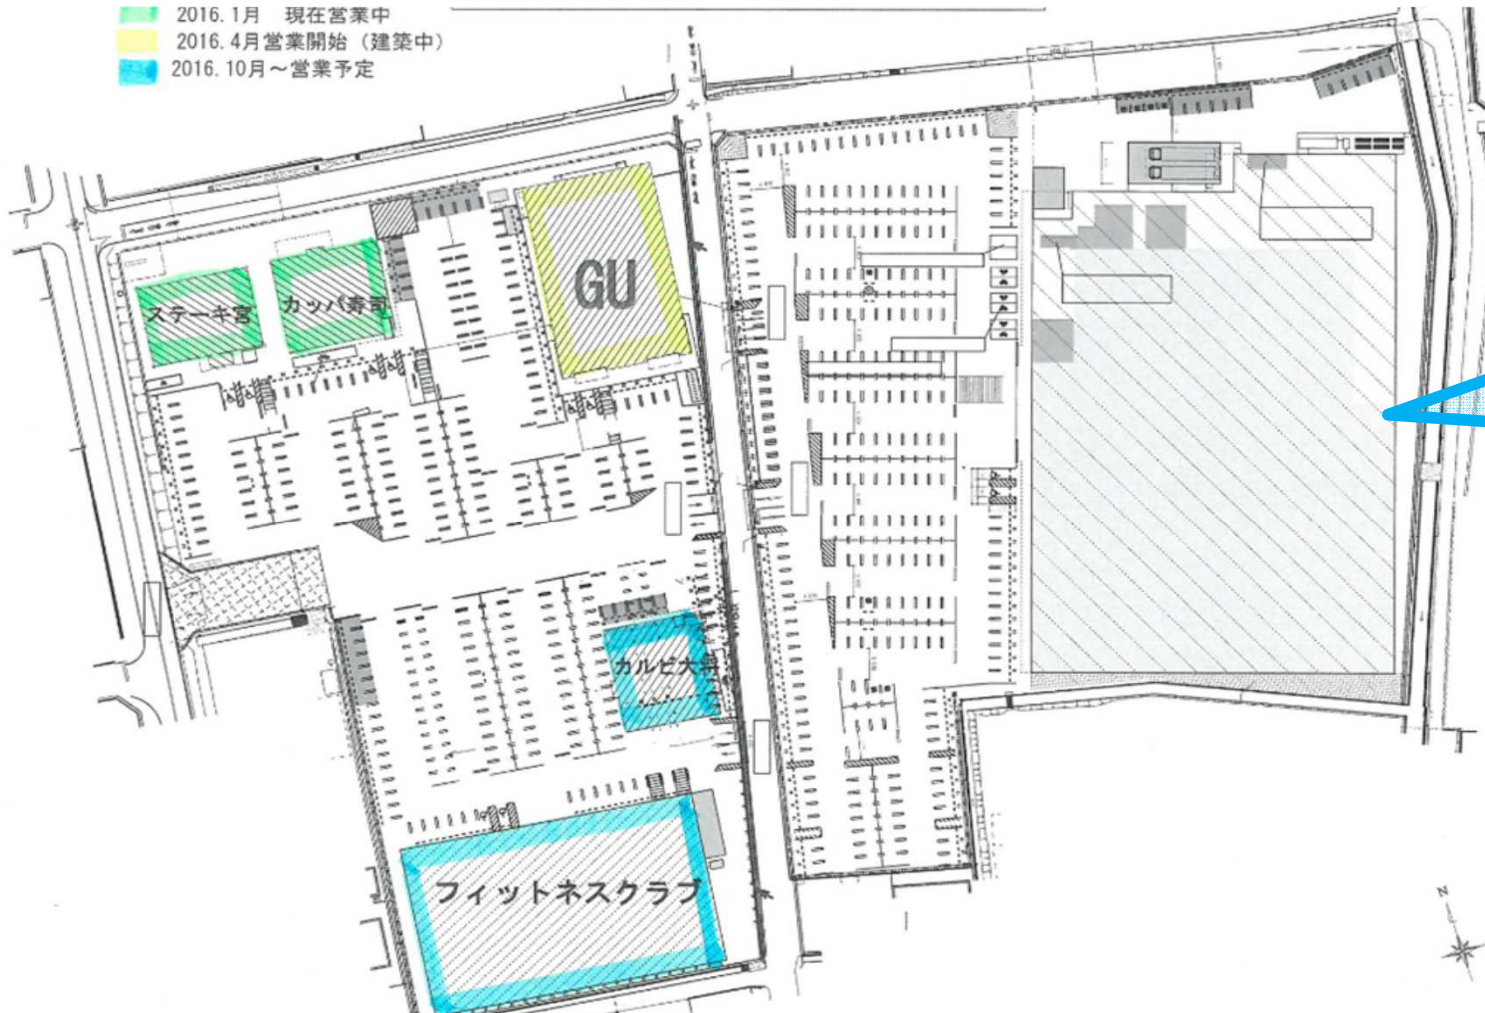 2016.1月 現在営業中
2016.4月営業開始（建築中）
2016.10月～営業予定
GU
ステーキ宮
カッパ寿司
カルビ大将
フィットネスクラブ
N